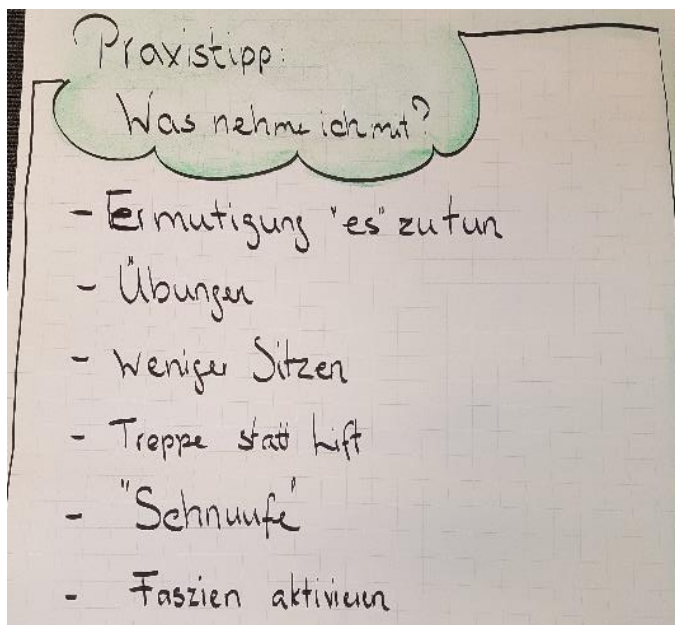 Praxistipp:
Was nehme ich mit?
- Ermutigung "es" zu tun
- Übungen
- Weniger Sitzen
- Treppe statt Lift
- "Schnuufe"
- Faszien aktivieren